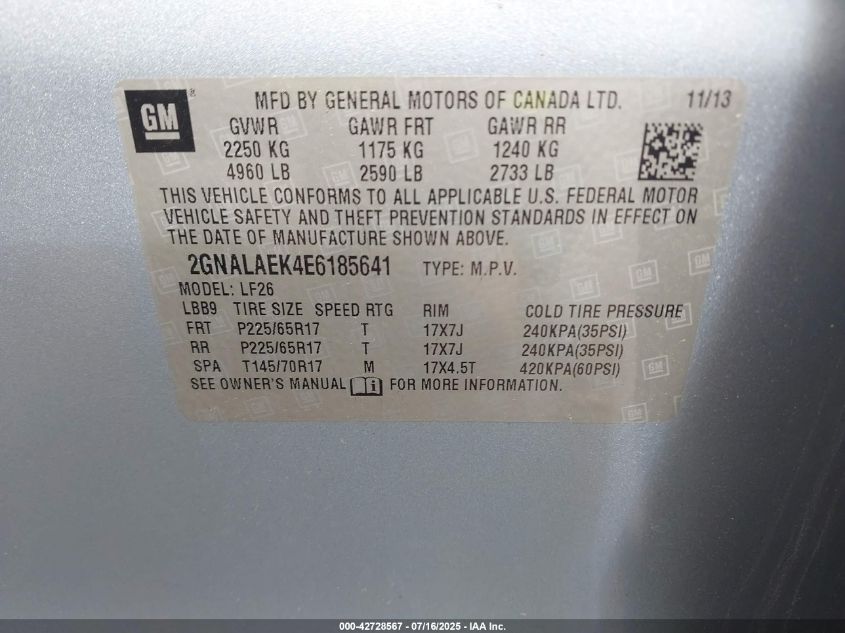 GM ® MFD BY GENERAL MOTORS OF CANADA LTD. 11/13
GVWR GAWR FRT GAWR RR
2250 KG 1175 KG 1240 KG
4960 LB 2590 LB 2733 LB
THIS VEHICLE CONFORMS TO ALL APPLICABLE U.S. FEDERAL MOTOR
VEHICLE SAFETY AND THEFT PREVENTION STANDARDS IN EFFECT ON
THE DATE OF MANUFACTURE SHOWN ABOVE.
2GNALAEK4E6185641 TYPE: M.P.V.
MODEL: LF26
LBB9 TIRE SIZE SPEED RTG RIM COLD TIRE PRESSURE
FRT P225/65R17 T 17X7J 240KPA(35PSI)
RR P225/65R17 T 17X7J 240KPA(35PSI)
SPA T145/70R17 M 17X4.5T 420KPA(60PSI)
SEE OWNER'S MANUAL i FOR MORE INFORMATION.
000-42728567 - 07/16/2025 - IAA Inc.